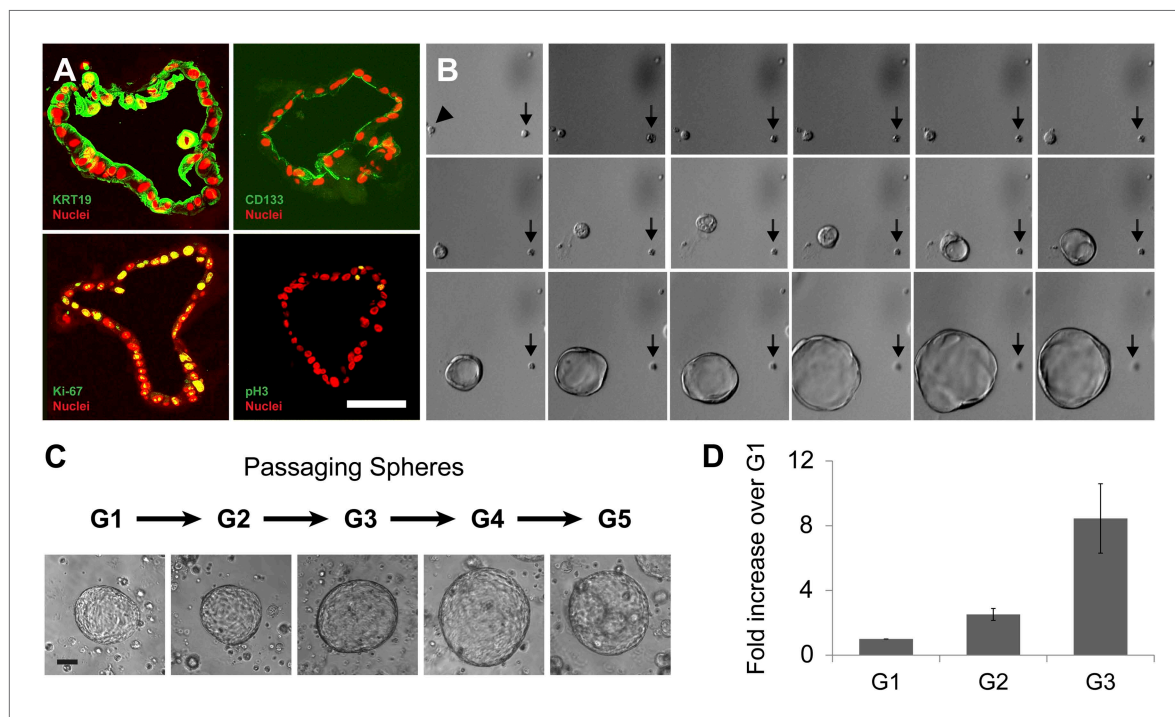 A
KRT19
Nuclei
CD133
Nuclei
Ki-67
Nuclei
pH3
Nuclei
B
C
Passaging Spheres
G1 G2 G3 G4 G5
D
Fold increase over G1
12
8
4
0
G1 G2 G3